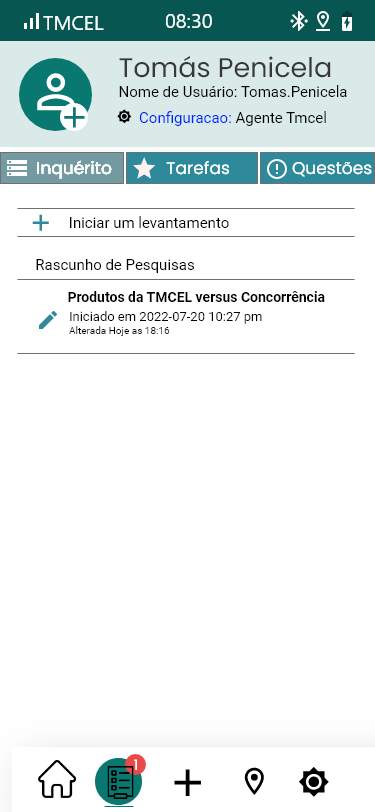 TMCEL 08:30
Tomás Penicela
Nome de Usuário: Tomas.Penicela
Configuracao: Agente Tmcel
Inquérito Tarefas Questões
Iniciar um levantamento
Rascunho de Pesquisas
Produtos da TMCEL versus Concorrência
Iniciado em 2022-07-20 10:27 pm
Alterada Hoje as 18:16
1